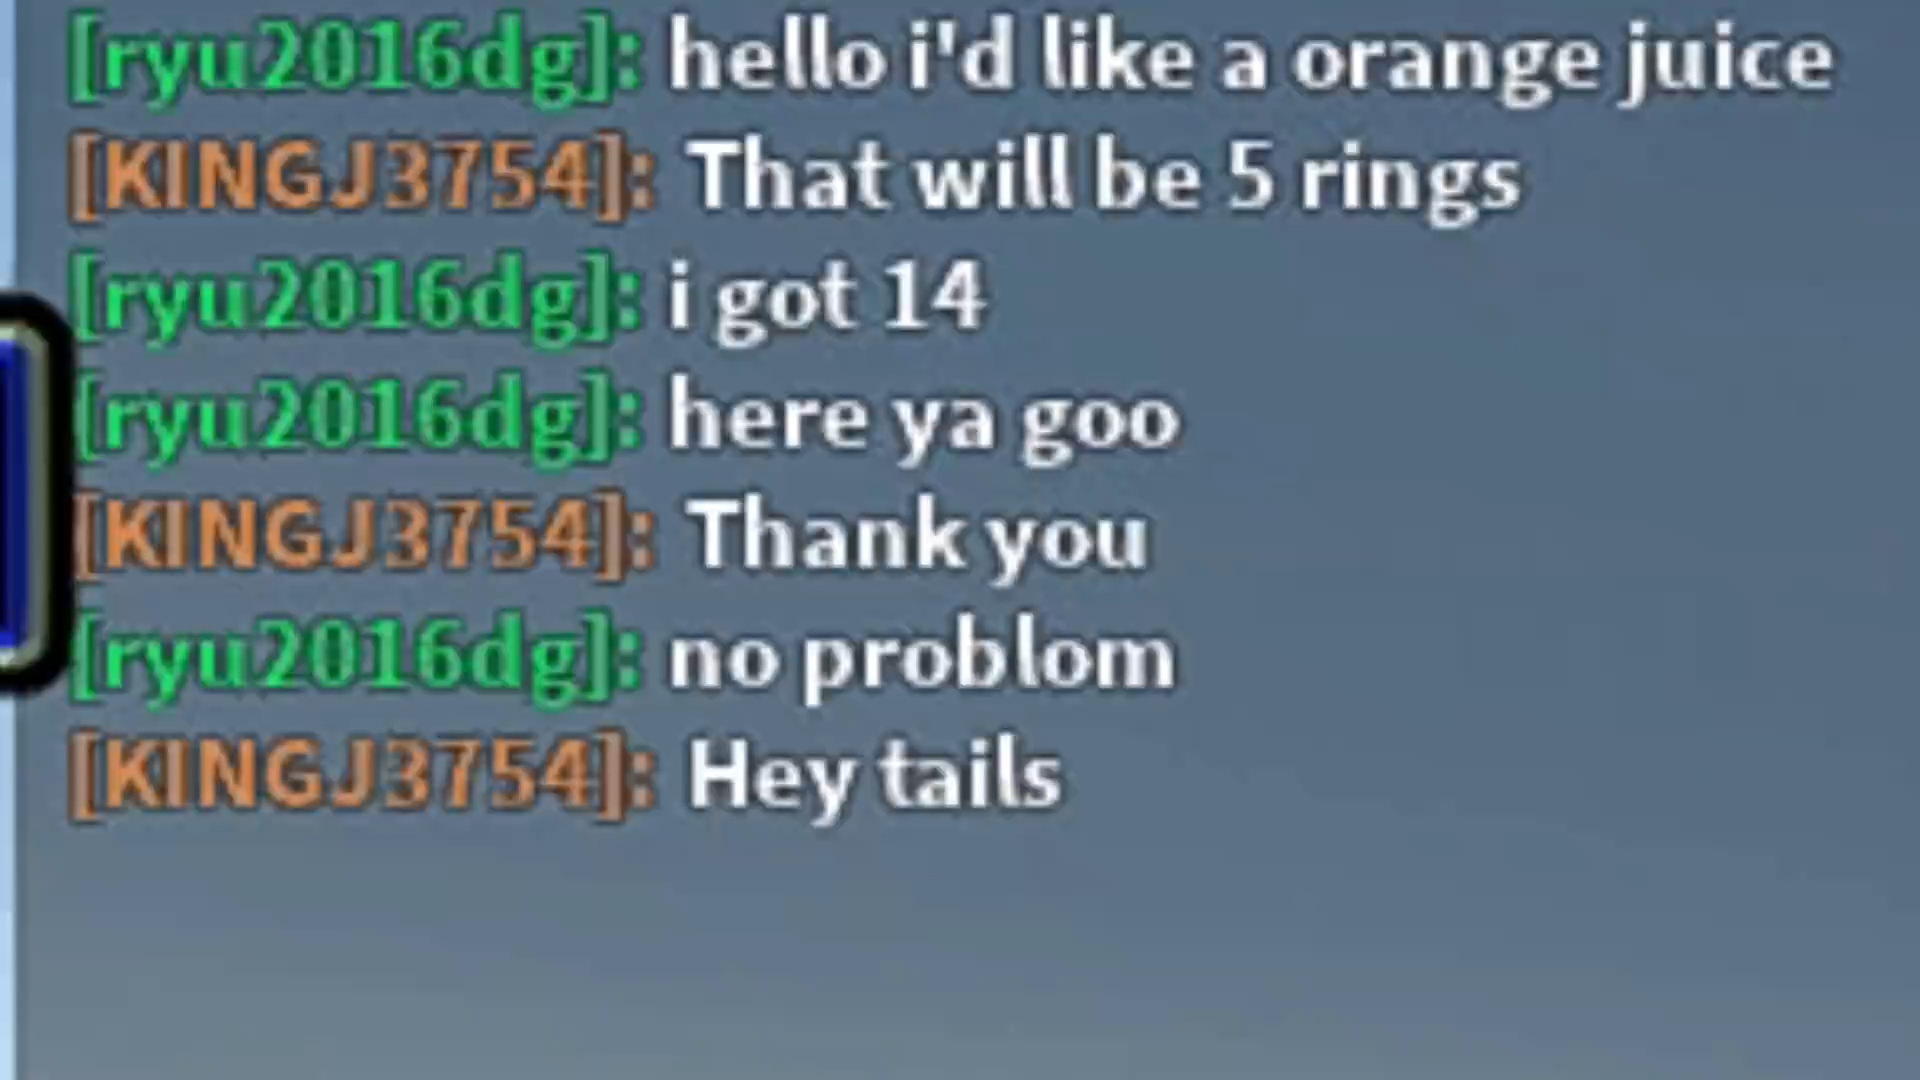 [ryu2016dg]: hello i'd like a orange juice
[KINGJ3754]: That will be 5 rings
[ryu2016dg]: i got 14
[ryu2016dg]: here ya goo
[KINGJ3754]: Thank you
[ryu2016dg]: no problom
[KINGJ3754]: Hey tails